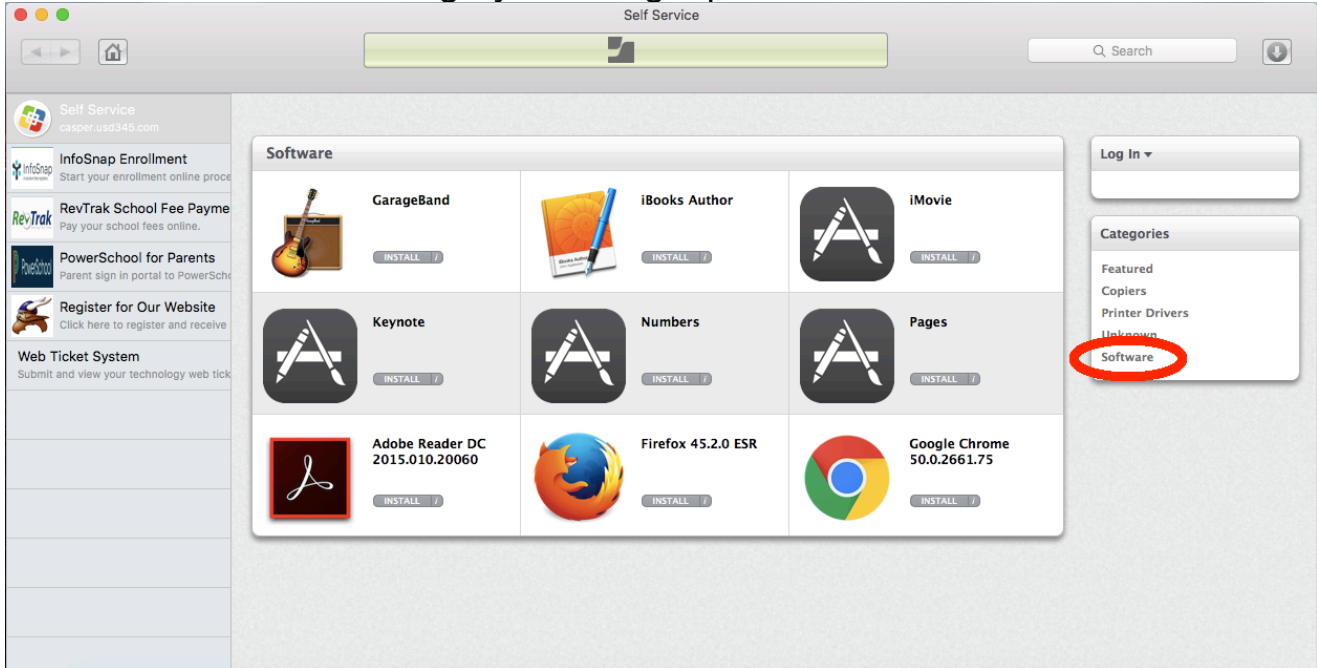 Self Service
Search
Self Service
casper.usd345.com
InfoSnap
InfoSnap Enrollment
Start your enrollment online proce
RevTrak
RevTrak School Fee Payme
Pay your school fees online.
PowerSchool
PowerSchool for Parents
Parent sign in portal to PowerScho
Register for Our Website
Click here to register and receive
Web Ticket System
Submit and view your technology web tick
Software
GarageBand
INSTALL i
iBooks Author
INSTALL i
iMovie
INSTALL i
Keynote
INSTALL i
Numbers
INSTALL i
Pages
INSTALL i
Adobe Reader DC
2015.010.20060
INSTALL i
Firefox 45.2.0 ESR
INSTALL i
Google Chrome
50.0.2661.75
INSTALL i
Log In
Categories
Featured
Copiers
Printer Drivers
Unknown
Software